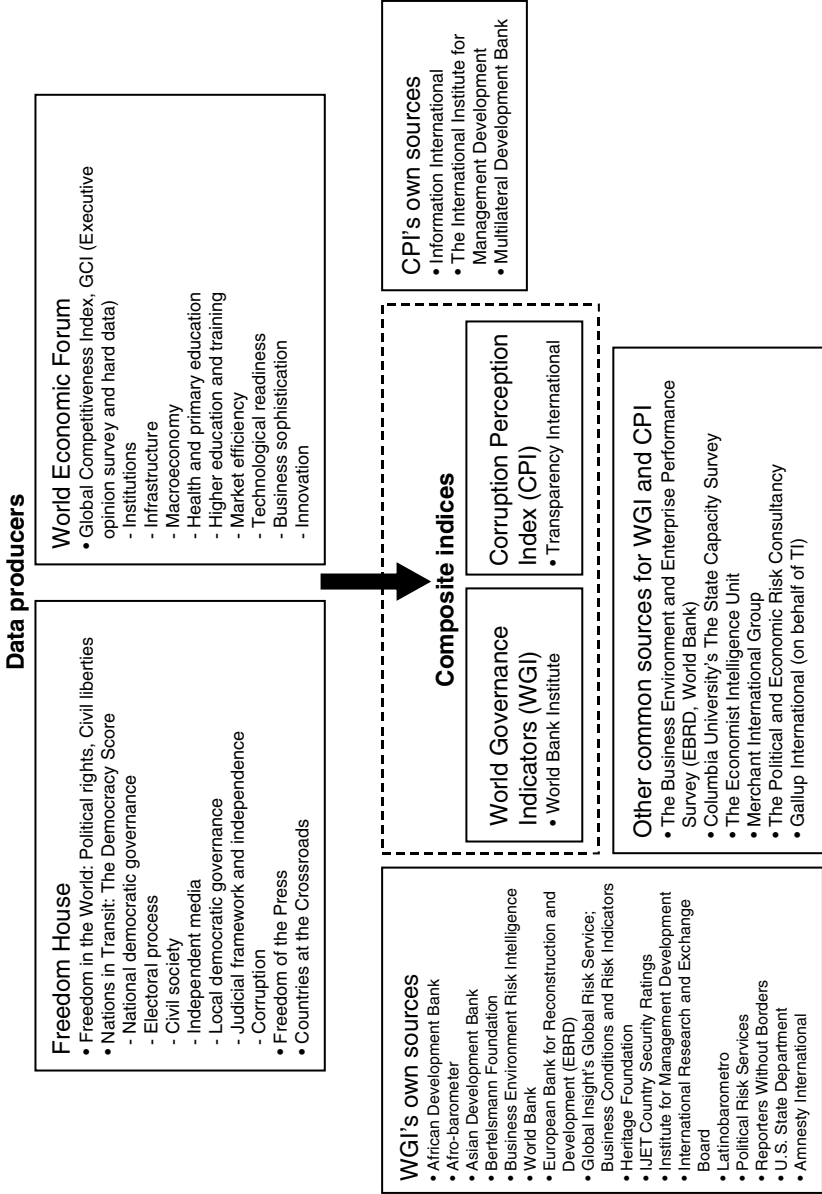 Data producers
Freedom House
• Freedom in the World: Political rights, Civil liberties
• Nations in Transit: The Democracy Score
- National democratic governance
- Electoral process
- Civil society
- Independent media
- Local democratic governance
- Judicial framework and independence
- Corruption
• Freedom of the Press
• Countries at the Crossroads
World Economic Forum
• Global Competitiveness Index, GCI (Executive
opinion survey and hard data)
- Institutions
- Infrastructure
- Macroeconomy
- Health and primary education
- Higher education and training
- Market efficiency
- Technological readiness
- Business sophistication
- Innovation
WGI's own sources
• African Development Bank
• Afro-barometer
• Asian Development Bank
• Bertelsmann Foundation
• Business Environment Risk Intelligence
• World Bank
• European Bank for Reconstruction and
Development (EBRD)
• Global Insight's Global Risk Service;
Business Conditions and Risk Indicators
• Heritage Foundation
• IJET Country Security Ratings
• Institute for Management Development
• International Research and Exchange
Board
• Latinobarometro
• Political Risk Services
• Reporters Without Borders
• U.S. State Department
• Amnesty International
Composite indices
World Governance
Indicators (WGI)
• World Bank Institute
Corruption Perception
Index (CPI)
• Transparency International
CPI's own sources
• Information International
• The International Institute for
Management Development
• Multilateral Development Bank
Other common sources for WGI and CPI
• The Business Environment and Enterprise Performance
Survey (EBRD, World Bank)
• Columbia University's The State Capacity Survey
• The Economist Intelligence Unit
• Merchant International Group
• The Political and Economic Risk Consultancy
• Gallup International (on behalf of TI)